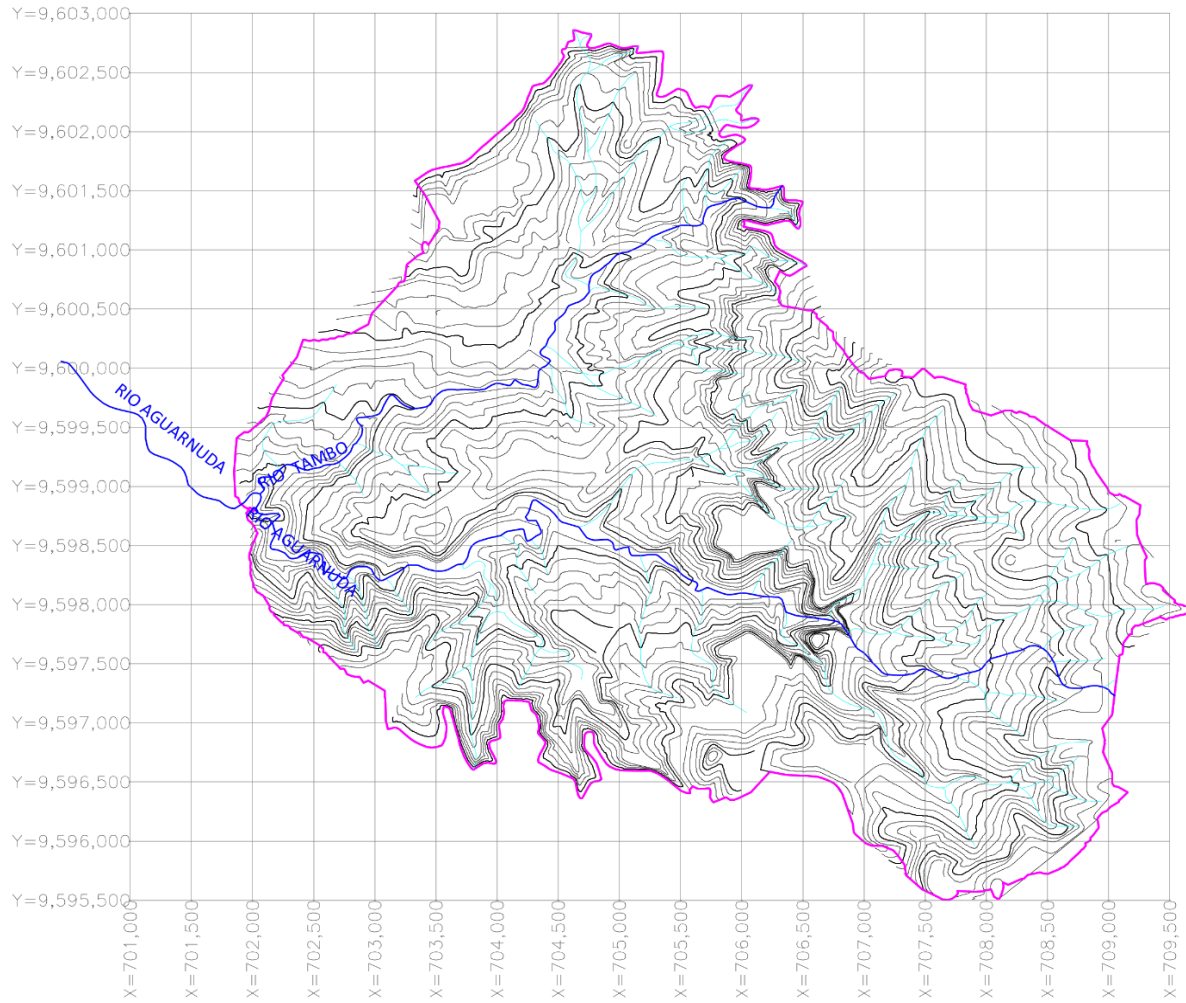 Y=9,603,000
Y=9,602,500
Y=9,602,000
Y=9,601,500
Y=9,601,000
Y=9,600,500
Y=9,600,000
Y=9,599,500
Y=9,599,000
Y=9,598,500
Y=9,598,000
Y=9,597,500
Y=9,597,000
Y=9,596,500
Y=9,596,000
Y=9,595,500
RIO AGUARNUDA
RIO TAMBO
RIO AGUARNUDA
X=701,000
X=701,500
X=702,000
X=702,500
X=703,000
X=703,500
X=704,000
X=704,500
X=705,000
X=705,500
X=706,000
X=706,500
X=707,000
X=707,500
X=708,000
X=708,500
X=709,000
X=709,500